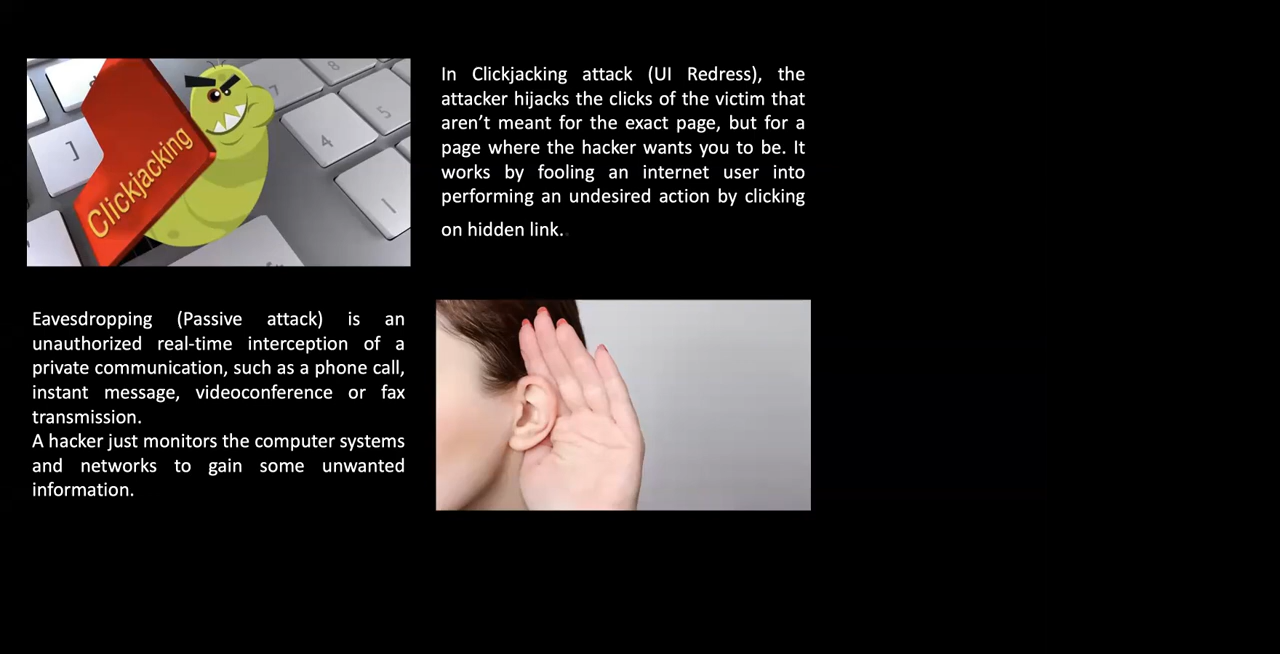 Clickjacking
In Clickjacking attack (UI Redress), the
attacker hijacks the clicks of the victim that
aren’t meant for the exact page, but for a
page where the hacker wants you to be. It
works by fooling an internet user into
performing an undesired action by clicking
on hidden link.
Eavesdropping (Passive attack) is an
unauthorized real-time interception of a
private communication, such as a phone call,
instant message, videoconference or fax
transmission.
A hacker just monitors the computer systems
and networks to gain some unwanted
information.